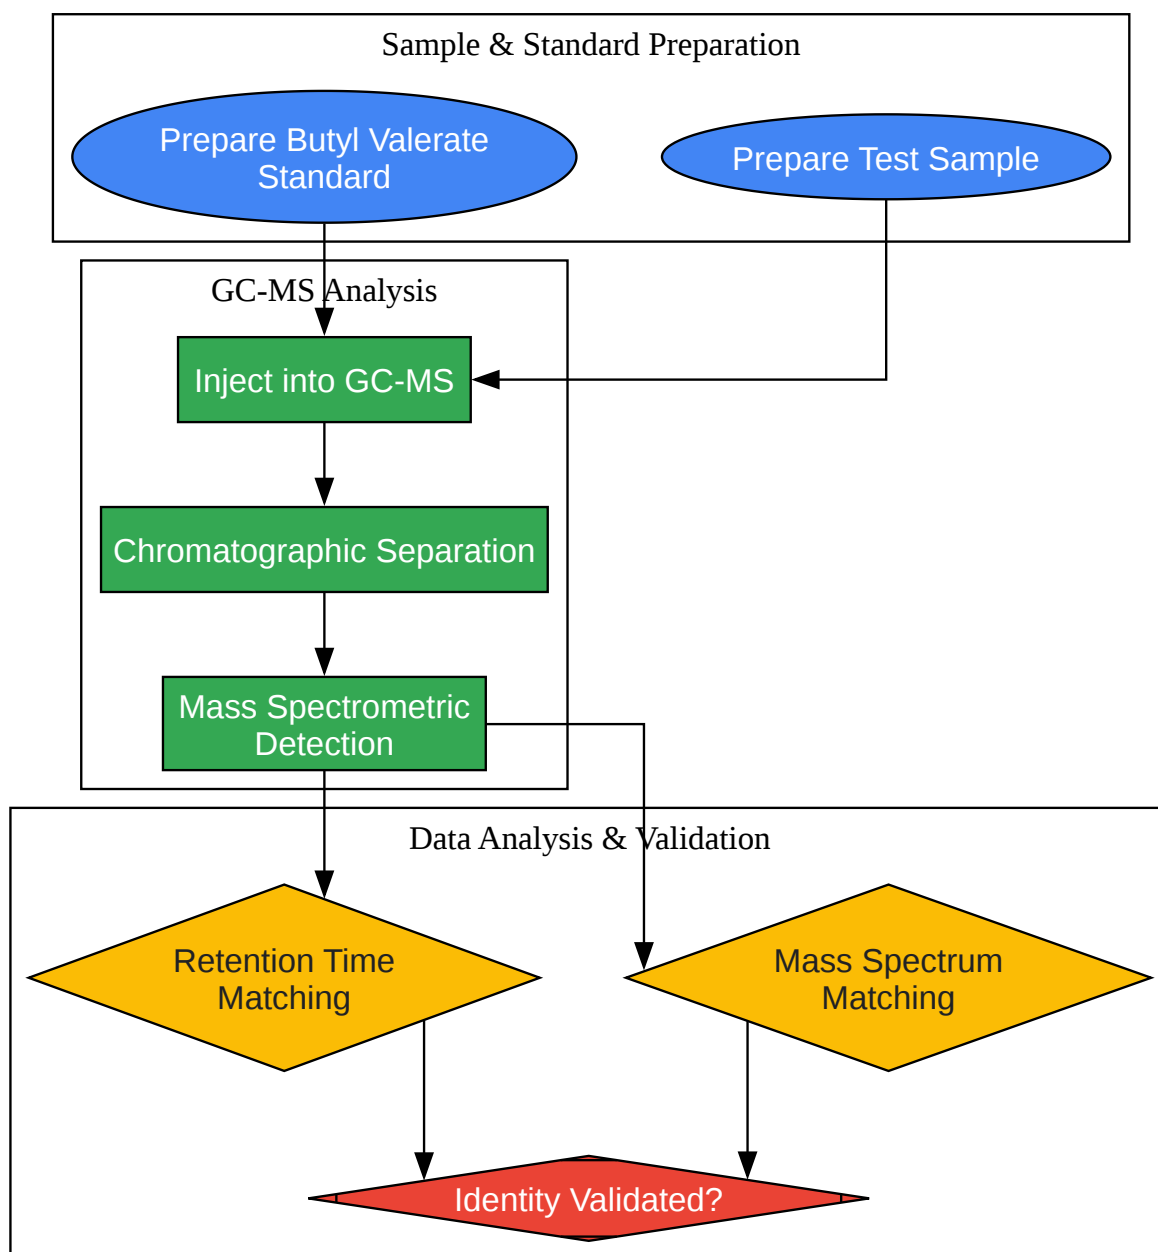 Sample & Standard Preparation
Prepare Butyl Valerate
Standard
Prepare Test Sample
GC-MS Analysis
Inject into GC-MS
Chromatographic Separation
Mass Spectrometric
Detection
Data Analysis & Validation
Retention Time
Matching
Mass Spectrum
Matching
Identity Validated?